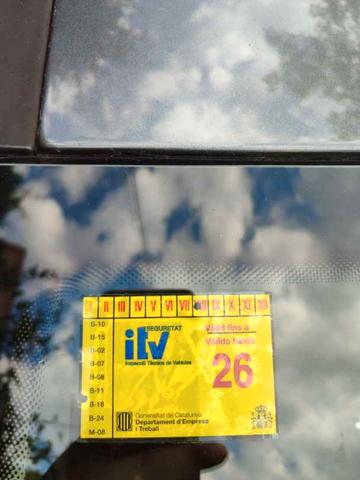 I II III IV V VI VII VIII IX X XI XII
B-10
B-15
B-02
B-07
B-08
B-11
B-18
B-24
M-08
SEGURETAT
itv
Inspecció Tècnica de Vehicles
Vàlid fins a
Válido hasta
26
Generalitat de Catalunya
Departament d'Empresa
i Treball